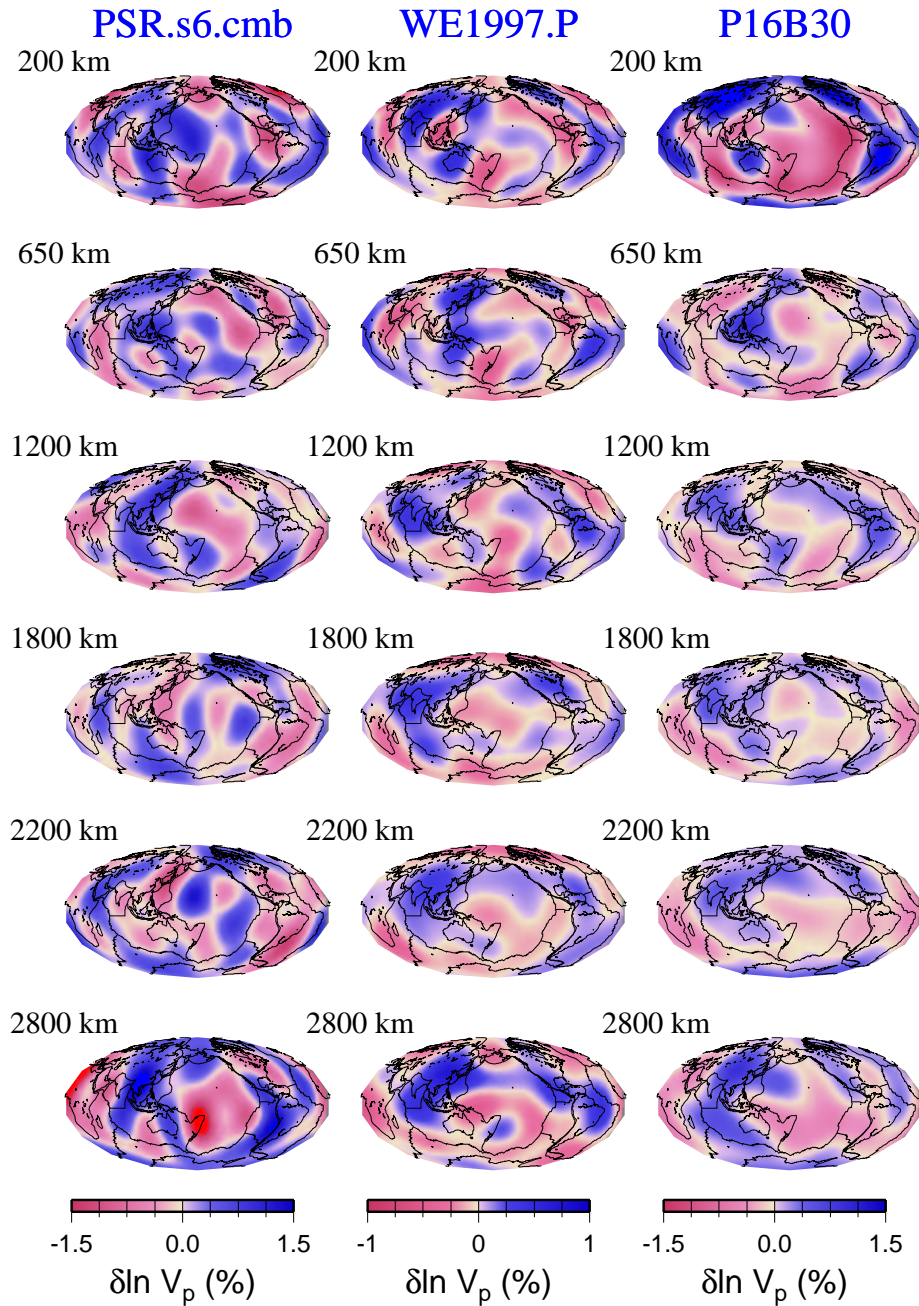 PSR.s6.cmb WE1997.P P16B30
200 km 200 km 200 km
650 km 650 km 650 km
1200 km 1200 km 1200 km
1800 km 1800 km 1800 km
2200 km 2200 km 2200 km
2800 km 2800 km 2800 km
-1.5 0.0 1.5 -1 0 1 -1.5 0.0 1.5
δln Vp (%) δln Vp (%) δln Vp (%)